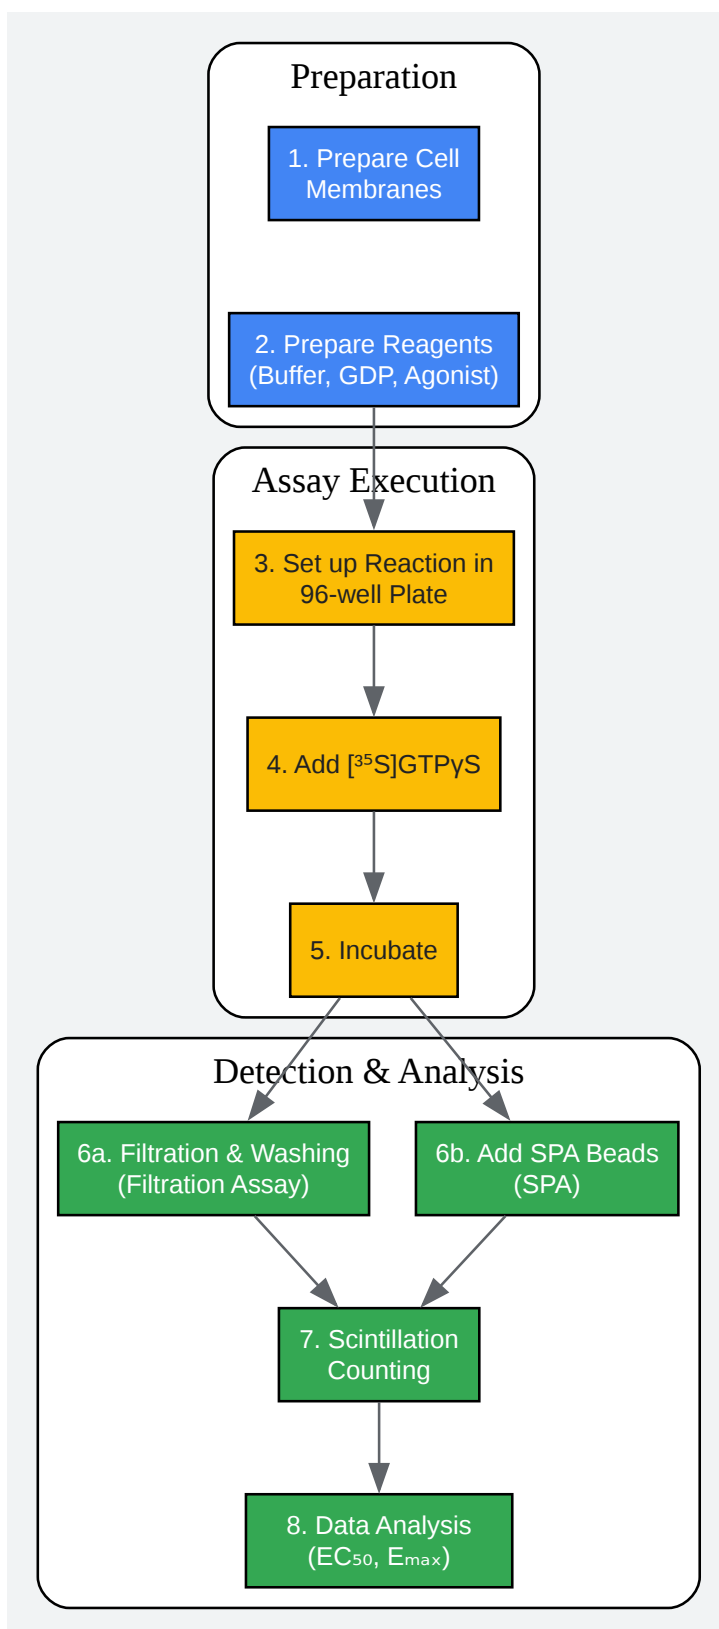 Preparation
1. Prepare Cell
Membranes
2. Prepare Reagents
(Buffer, GDP, Agonist)
Assay Execution
3. Set up Reaction in
96-well Plate
4. Add [³⁵S]GTPγS
5. Incubate
Detection & Analysis
6a. Filtration & Washing
(Filtration Assay)
6b. Add SPA Beads
(SPA)
7. Scintillation
Counting
8. Data Analysis
(EC₅₀, Eₘₐₓ)